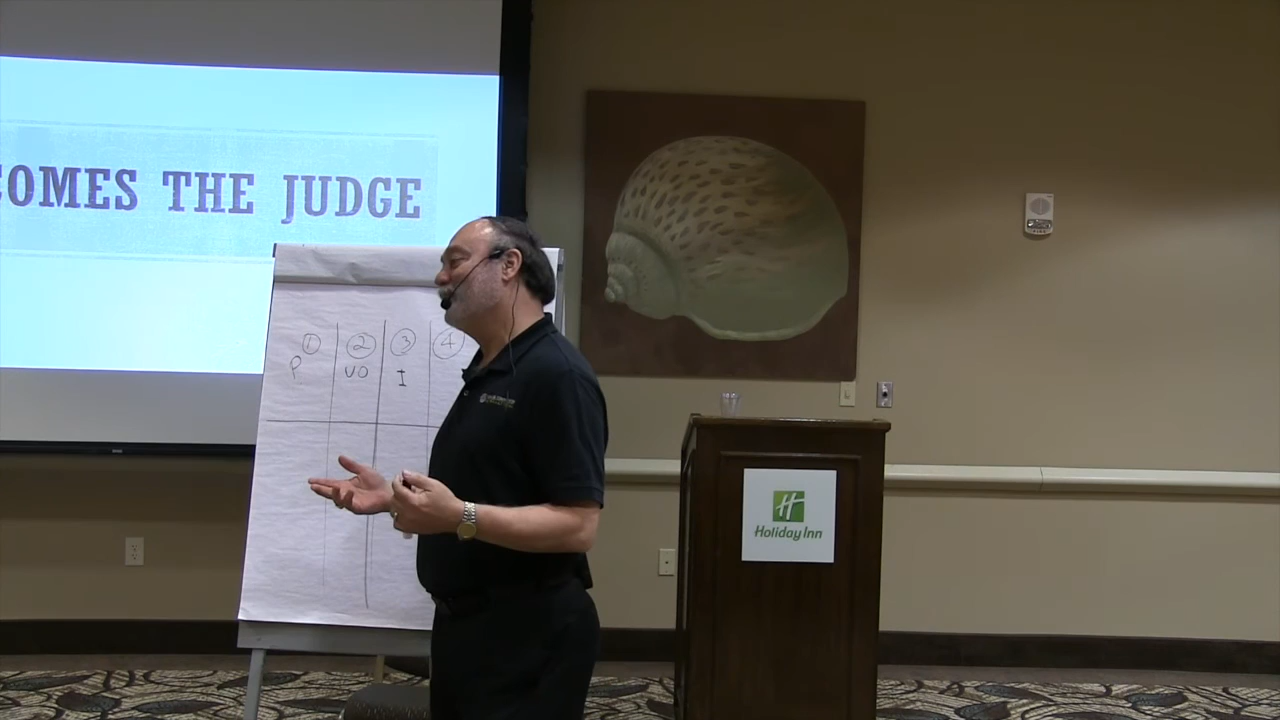 COMES THE JUDGE
① ② ③ ④
P VO I
H
Holiday Inn